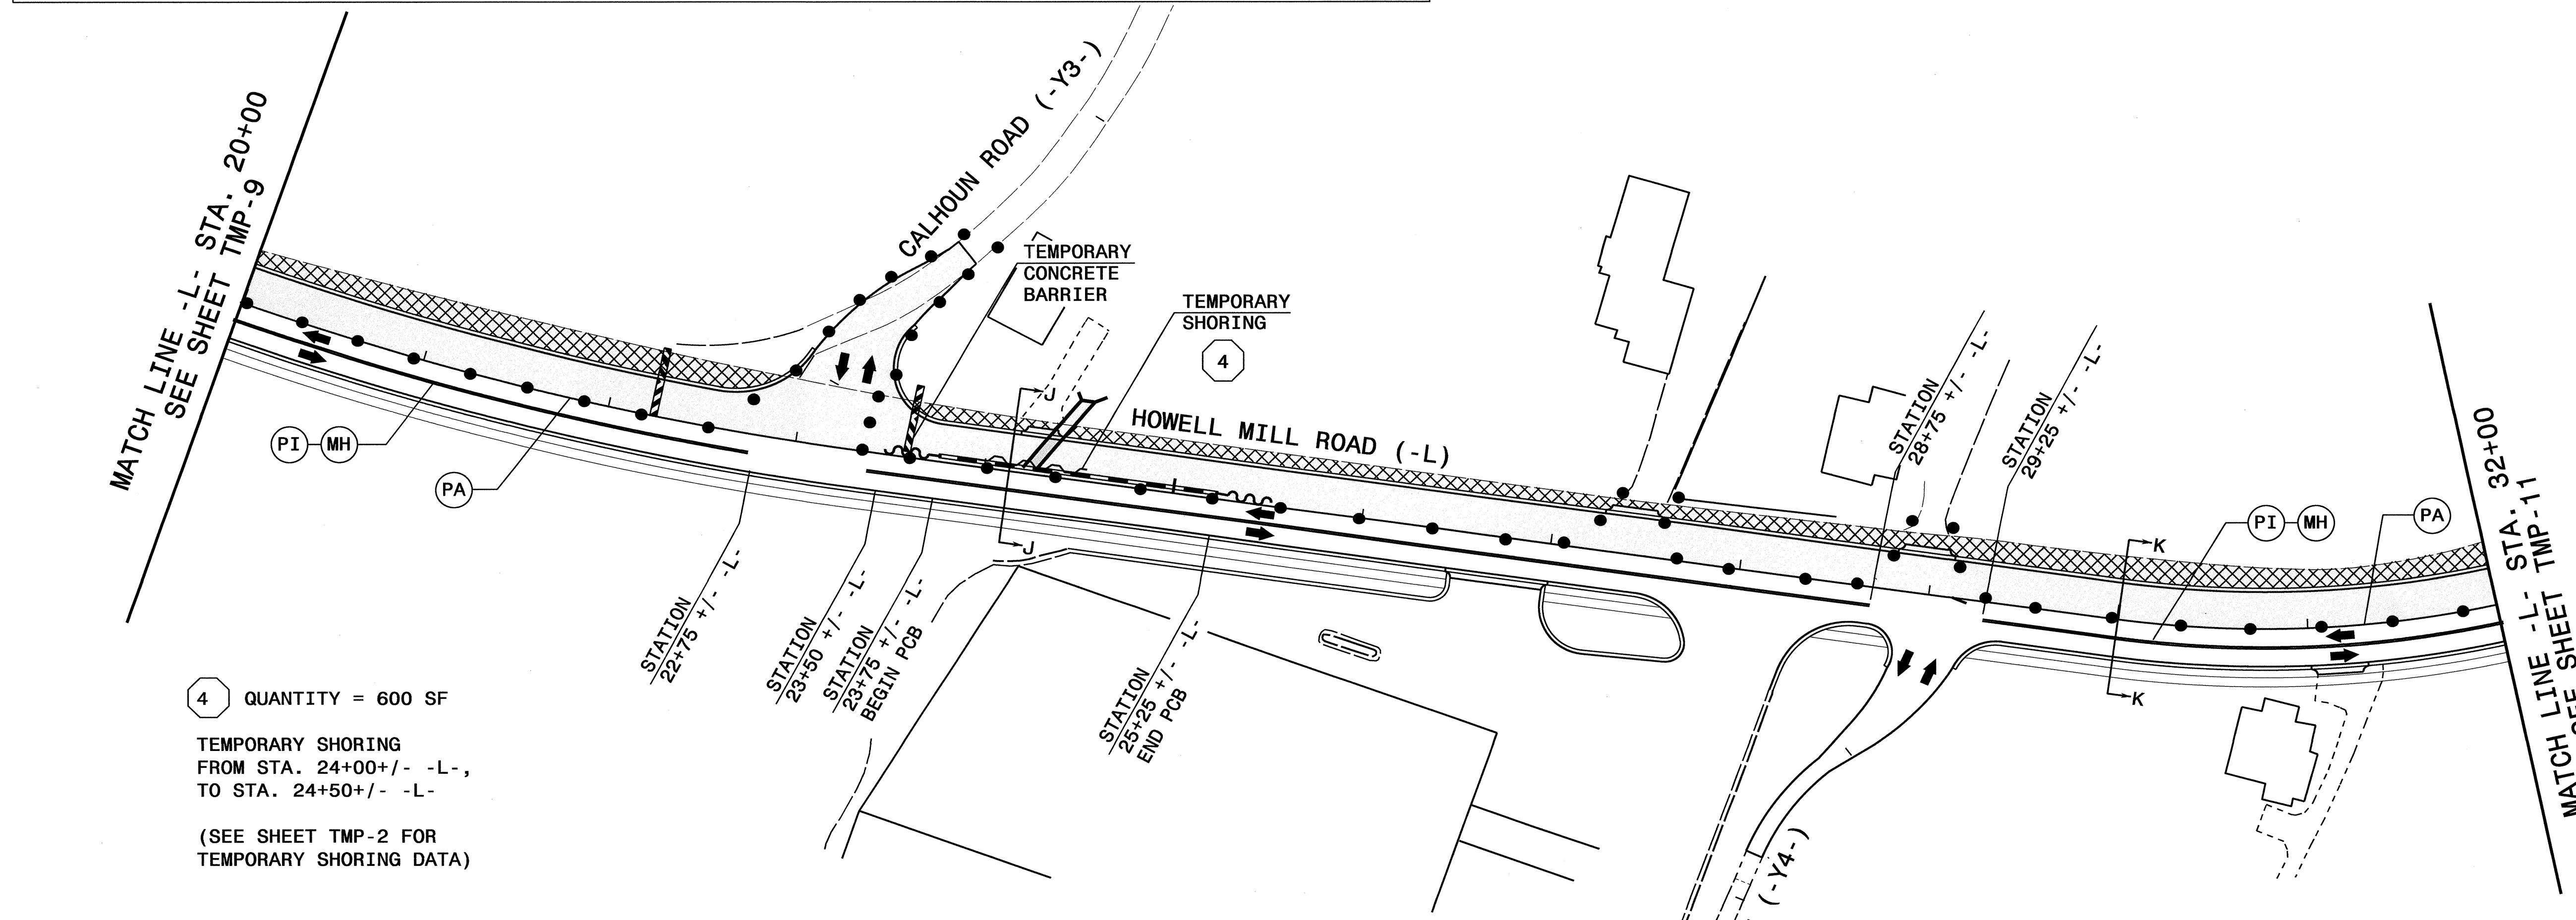 MATCH LINE -L- STA. 20+00
SEE SHEET TMP-9
CALHOUN ROAD (-Y3-)
TEMPORARY
CONCRETE
BARRIER
TEMPORARY
SHORING
4
J
HOWELL MILL ROAD (-L)
PI MH
PA
J
STATION
22+75 +/- -L-
STATION
23+50 +/- -L-
STATION
23+75 +/- -L-
BEGIN PCB
STATION
25+25 +/- -L-
END PCB
STATION
28+75 +/- -L-
STATION
29+25 +/- -L-
K
K
PI MH
PA
MATCH LINE -L- STA. 32+00
SEE SHEET TMP-11
(-Y4-)
4 QUANTITY = 600 SF
TEMPORARY SHORING
FROM STA. 24+00+/- -L-,
TO STA. 24+50+/- -L-
(SEE SHEET TMP-2 FOR
TEMPORARY SHORING DATA)